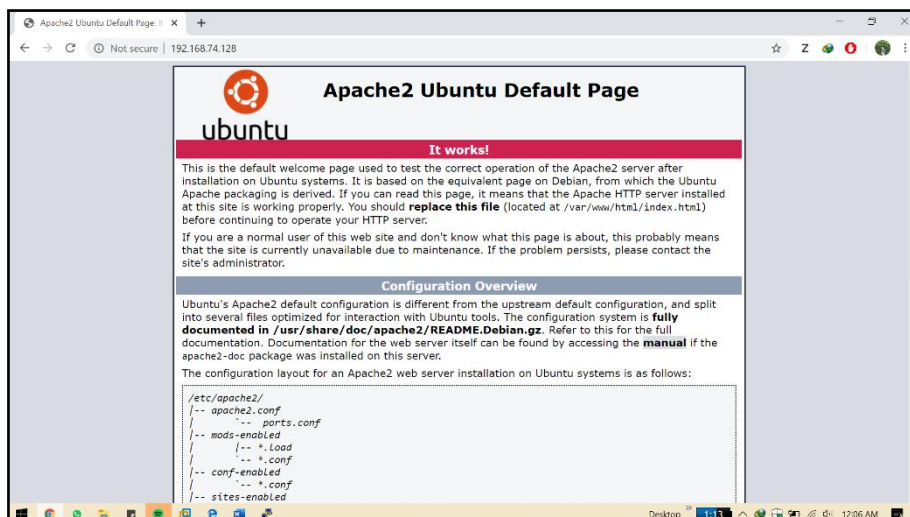 Apache2 Ubuntu Default Page: It
Not secure | 192.168.74.128
Z
ubuntu
Apache2 Ubuntu Default Page
It works!
This is the default welcome page used to test the correct operation of the Apache2 server after
installation on Ubuntu systems. It is based on the equivalent page on Debian, from which the Ubuntu
Apache packaging is derived. If you can read this page, it means that the Apache HTTP server installed
at this site is working properly. You should replace this file (located at /var/www/html/index.html)
before continuing to operate your HTTP server.
If you are a normal user of this web site and don't know what this page is about, this probably means
that the site is currently unavailable due to maintenance. If the problem persists, please contact the
site's administrator.
Configuration Overview
Ubuntu's Apache2 default configuration is different from the upstream default configuration, and split
into several files optimized for interaction with Ubuntu tools. The configuration system is fully
documented in /usr/share/doc/apache2/README.Debian.gz. Refer to this for the full
documentation. Documentation for the web server itself can be found by accessing the manual if the
apache2-doc package was installed on this server.
The configuration layout for an Apache2 web server installation on Ubuntu systems is as follows:
/etc/apache2/
|-- apache2.conf
|       `--  ports.conf
|-- mods-enabled
|       |-- *.load
|       `-- *.conf
|-- conf-enabled
|       `-- *.conf
|-- sites-enabled
Desktop » 1:13 12:06 AM